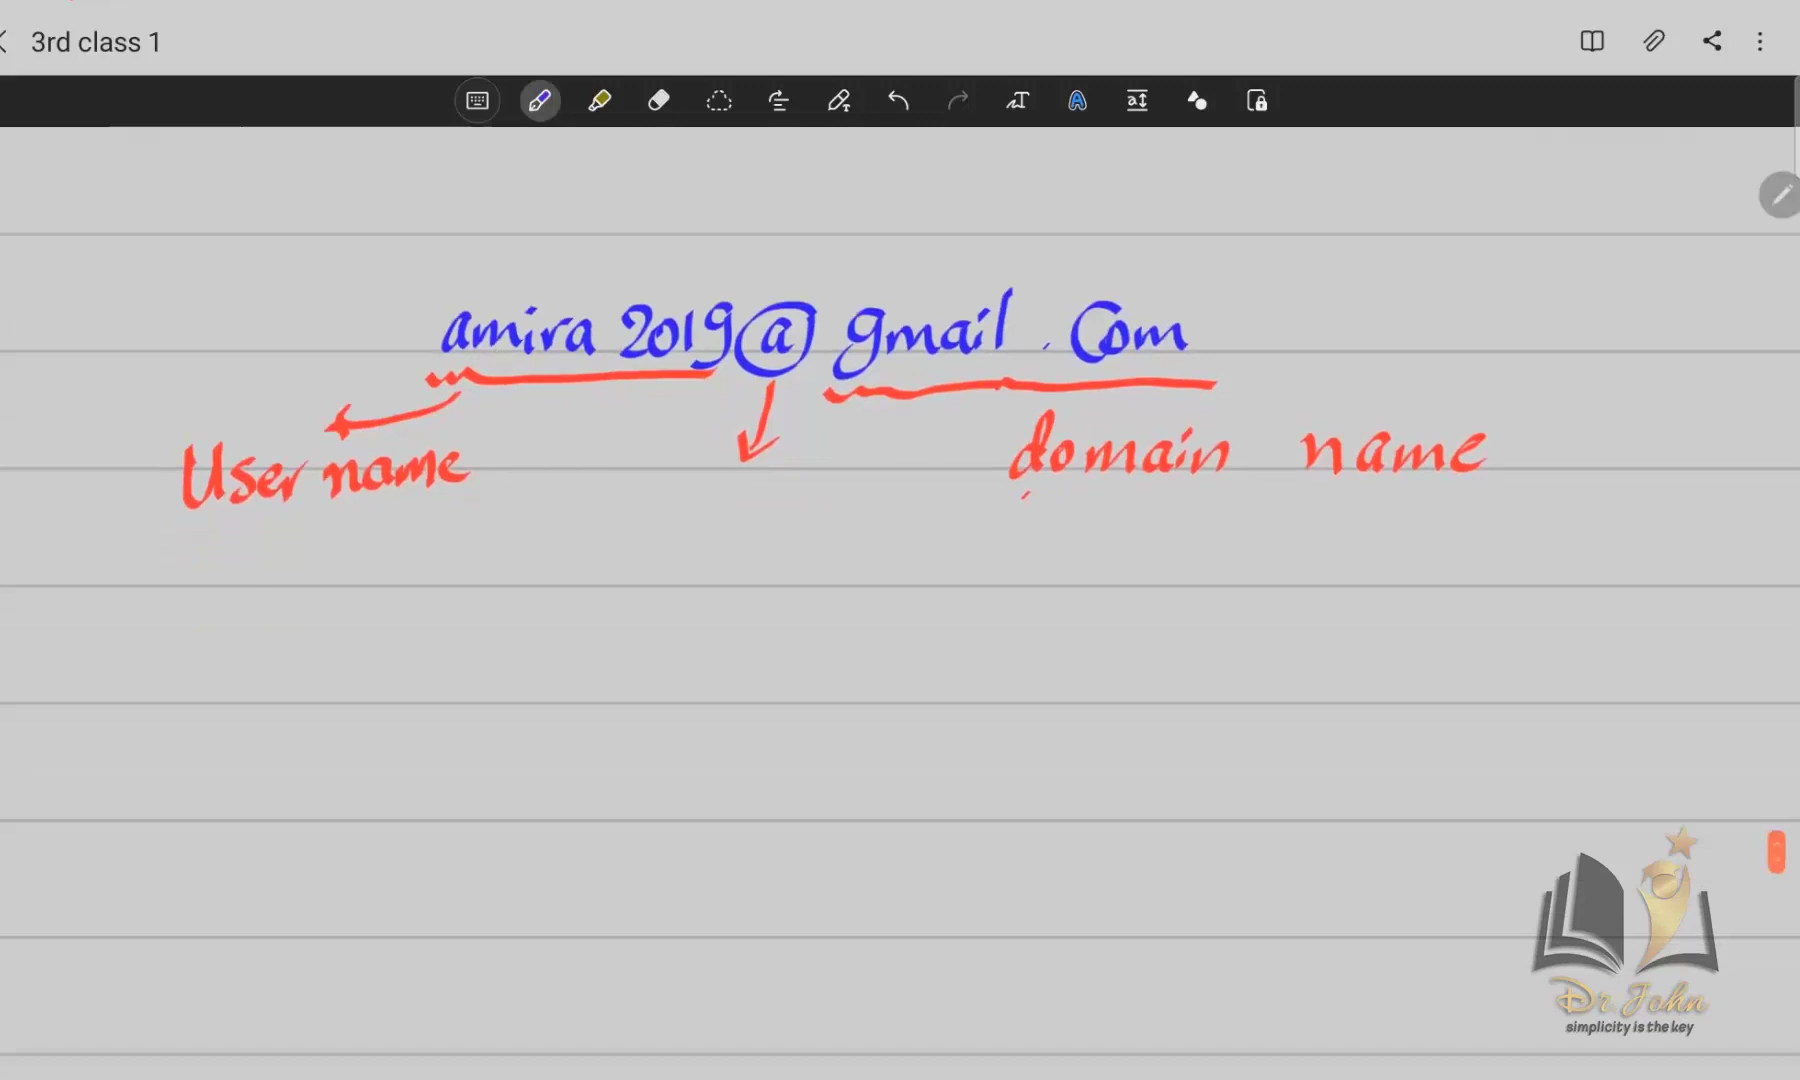 3rd class 1
amira 2019@gmail.Com
User name
domain name
Dr. John
simplicity is the key